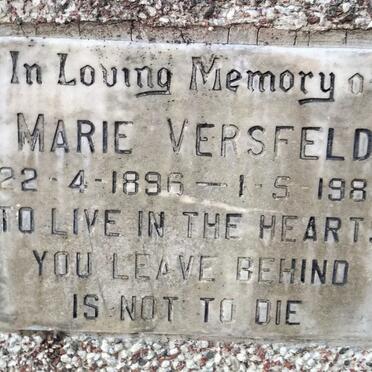 In Loving Memory o
MARIE VERSFELD
22-4-1896 — 1-5-198
TO LIVE IN THE HEARTS
YOU LEAVE BEHIND
IS NOT TO DIE